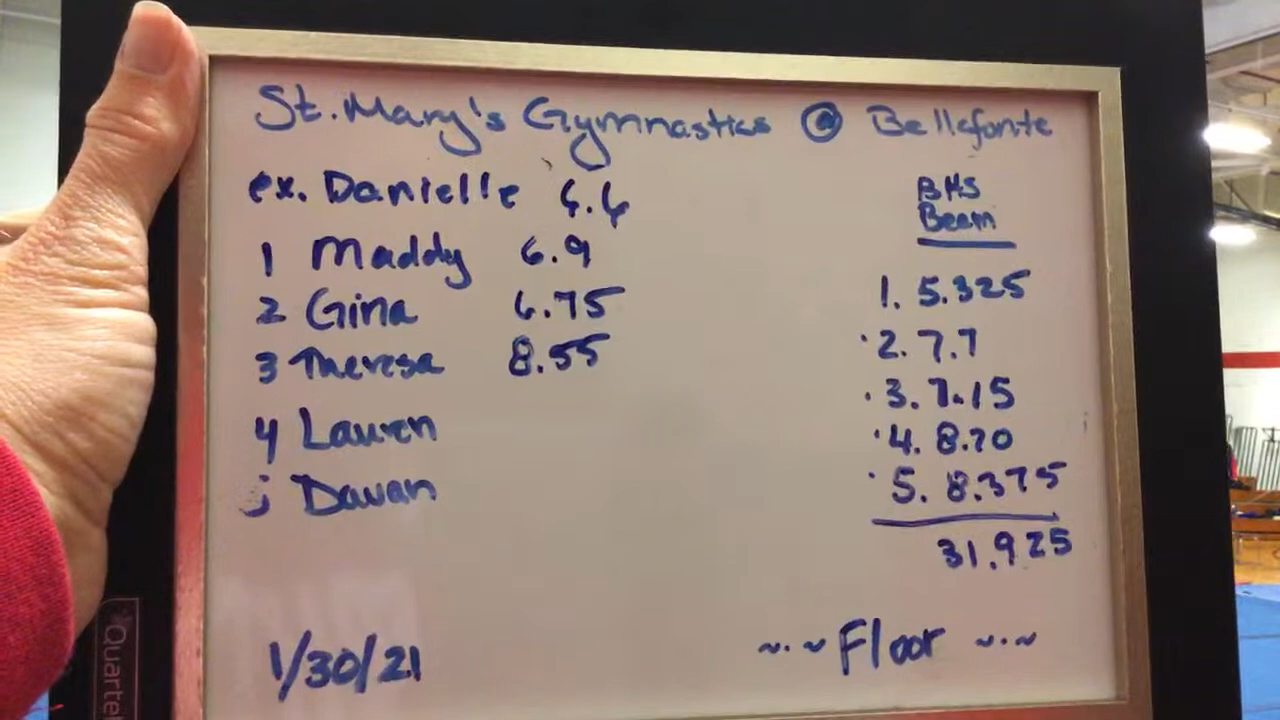 St. Mary's Gymnastics @ Bellefonte
ex. Danielle 6.6
1 Maddy 6.9
2 Gina 6.75
3 Theresa 8.55
4 Lauren
Davan
BHS
Beam
1. 5.325
2. 7.7
3. 7.15
4. 8.70
5. 8.375
31.925
1/30/21
~·~ Floor ~·~
Quartet